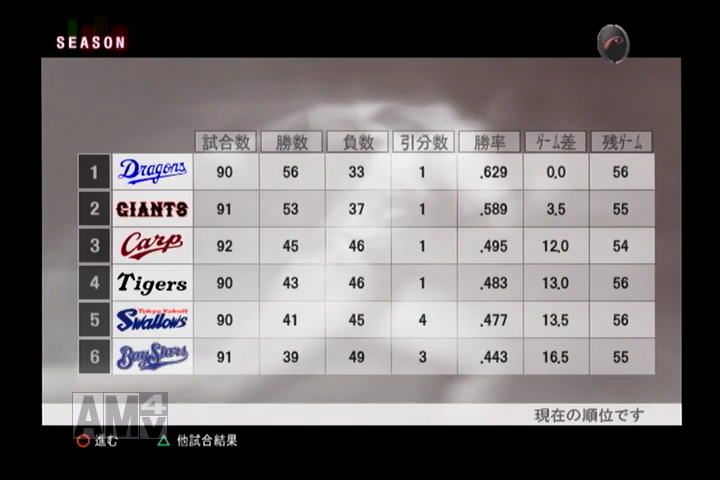 SEASON
試合数 勝数 負数 引分数 勝率 ゲーム差 残ゲーム
1 Dragons 90 56 33 1 .629 0.0 56
2 GIANTS 91 53 37 1 .589 3.5 55
3 Carp 92 45 46 1 .495 12.0 54
4 Tigers 90 43 46 1 .483 13.0 56
5 Tokyo Yakult Swallows 90 41 45 4 .477 13.5 56
6 BayStars 91 39 49 3 .443 16.5 55
現在の順位です
AM4V
○ 進む △ 他試合結果